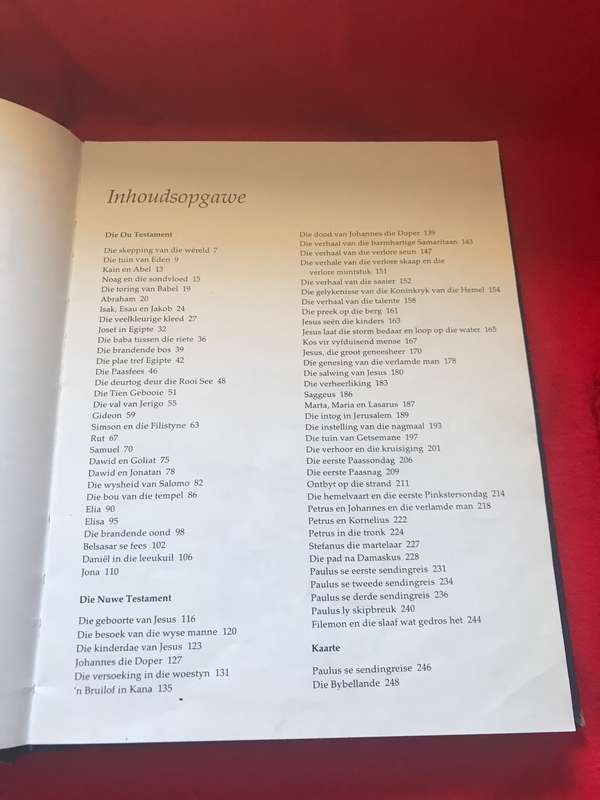 Inhoudsopgawe
Die Ou Testament
Die skepping van die wêreld 7
Die tuin van Eden 9
Kain en Abel 13
Noag en die sondvloed 15
Die toring van Babel 19
Abraham 20
Isak, Esau en Jakob 24
Die veelkleurige kleed 27
Josef in Egipte 32
Die baba tussen die riete 36
Die brandende bos 39
Die plae tref Egipte 42
Die Paasfees 46
Die deurtog deur die Rooi See 48
Die Tien Gebooie 51
Die val van Jerigo 55
Gideon 59
Simson en die Filistyne 63
Rut 67
Samuel 70
Dawid en Goliat 75
Dawid en Jonatan 78
Die wysheid van Salomo 82
Die bou van die tempel 86
Elia 90
Elisa 95
Die brandende oond 98
Belsasar se fees 102
Daniël in die leeukuil 106
Jona 110
Die Nuwe Testament
Die geboorte van Jesus 116
Die besoek van die wyse manne 120
Die kinderdae van Jesus 123
Johannes die Doper 127
Die versoeking in die woestyn 131
'n Bruilof in Kana 135
Die dood van Johannes die Doper 139
Die verhaal van die barmhartige Samaritaan 143
Die verhaal van die verlore seun 147
Die verhale van die verlore skaap en die
verlore muntstuk 151
Die verhaal van die saaier 152
Die gelykenisse van die Koninkryk van die Hemel 154
Die verhaal van die talente 158
Die preek op die berg 161
Jesus seën die kinders 163
Jesus laat die storm bedaar en loop op die water 165
Kos vir vyfduisend mense 167
Jesus, die groot geneesheer 170
Die genesing van die verlamde man 178
Die salwing van Jesus 180
Die verheerliking 183
Saggeus 186
Marta, Maria en Lasarus 187
Die intog in Jerusalem 189
Die instelling van die nagmaal 193
Die tuin van Getsemane 197
Die verhoor en die kruisiging 201
Die eerste Paassondag 206
Die eerste Paasnag 209
Ontbyt op die strand 211
Die hemelvaart en die eerste Pinkstersondag 214
Petrus en Johannes en die verlamde man 218
Petrus en Kornelius 222
Petrus in die tronk 224
Stefanus die martelaar 227
Die pad na Damaskus 228
Paulus se eerste sendingreis 231
Paulus se tweede sendingreis 234
Paulus se derde sendingreis 236
Paulus ly skipbreuk 240
Filemon en die slaaf wat gedros het 244
Kaarte
Paulus se sendingreise 246
Die Bybellande 248